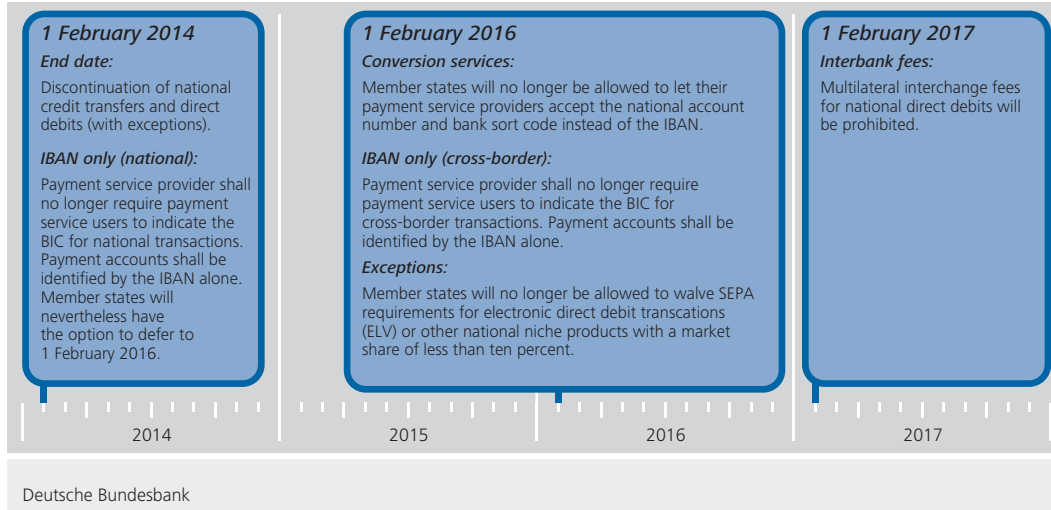 1 February 2014
End date:
Discontinuation of national
credit transfers and direct
debits (with exceptions).
IBAN only (national):
Payment service provider shall
no longer require payment
service users to indicate the
BIC for national transactions.
Payment accounts shall be
identified by the IBAN alone.
Member states will
nevertheless have
the option to defer to
1 February 2016.
1 February 2016
Conversion services:
Member states will no longer be allowed to let their
payment service providers accept the national account
number and bank sort code instead of the IBAN.
IBAN only (cross-border):
Payment service provider shall no longer require
payment service users to indicate the BIC for
cross-border transactions. Payment accounts shall be
identified by the IBAN alone.
Exceptions:
Member states will no longer be allowed to walve SEPA
requirements for electronic direct debit transcations
(ELV) or other national niche products with a market
share of less than ten percent.
1 February 2017
Interbank fees:
Multilateral interchange fees
for national direct debits will
be prohibited.
2014
2015
2016
2017
Deutsche Bundesbank